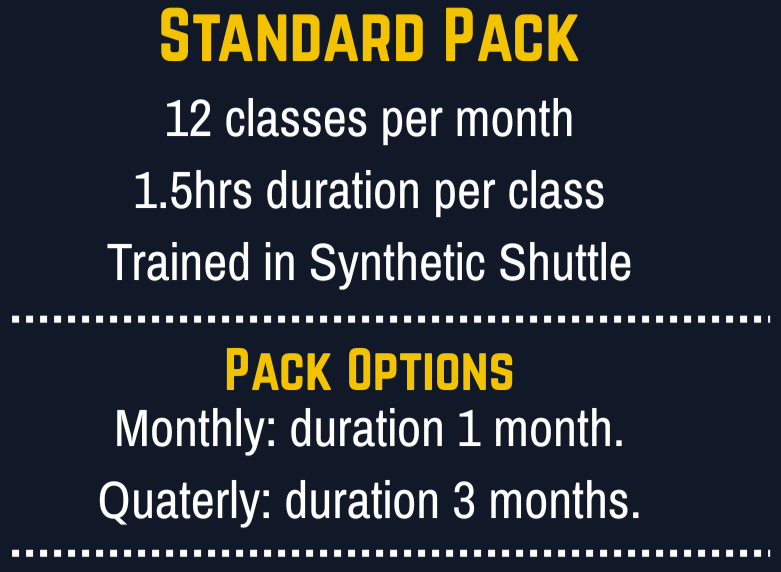 Standard Pack
12 classes per month
1.5hrs duration per class
Trained in Synthetic Shuttle
Pack Options
Monthly: duration 1 month.
Quaterly: duration 3 months.